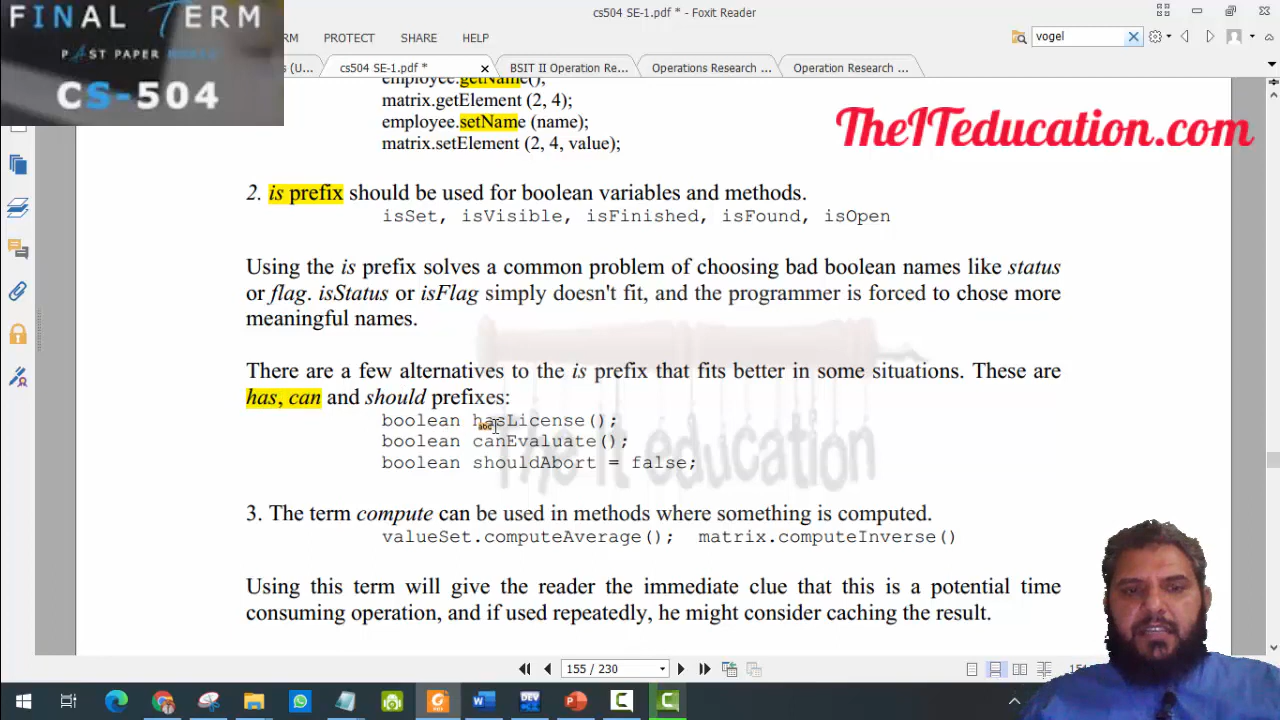 FINAL TERM
PAST PAPER
CS-504
cs504 SE-1.pdf * - Foxit Reader
RM PROTECT SHARE HELP
vogel
s (U... cs504 SE-1.pdf * BSIT II Operation Re... Operations Research ... Operation Research ...
TheITeducation.com
employee.getName();
matrix.getElement (2, 4);
employee.setName (name);
matrix.setElement (2, 4, value);
2. is prefix should be used for boolean variables and methods.
isSet, isVisible, isFinished, isFound, isOpen
Using the is prefix solves a common problem of choosing bad boolean names like status
or flag. isStatus or isFlag simply doesn't fit, and the programmer is forced to chose more
meaningful names.
There are a few alternatives to the is prefix that fits better in some situations. These are
has, can and should prefixes:
boolean hasLicense();
boolean canEvaluate();
boolean shouldAbort = false;
The It education
3. The term compute can be used in methods where something is computed.
valueSet.computeAverage(); matrix.computeInverse()
Using this term will give the reader the immediate clue that this is a potential time
consuming operation, and if used repeatedly, he might consider caching the result.
155 / 230